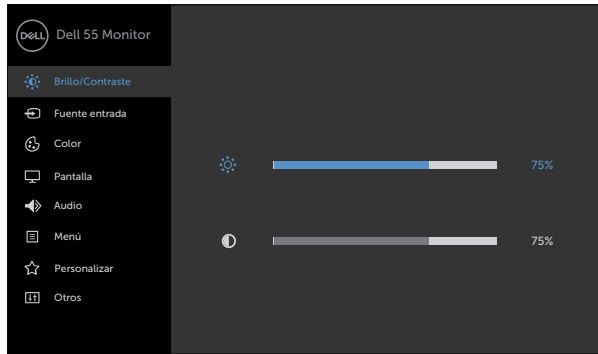 DELL
Dell 55 Monitor
Brillo/Contraste
Fuente entrada
Color
Pantalla
Audio
Menú
Personalizar
Otros
75%
75%